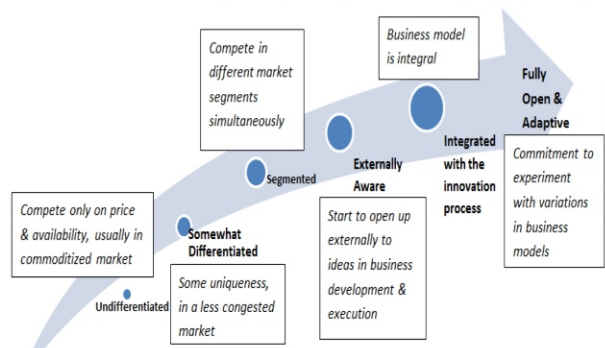 Compete only on price
& availability, usually in
commoditized market
Undifferentiated
Somewhat
Differentiated
Some uniqueness,
in a less congested
market
Compete in
different market
segments
simultaneously
Segmented
Externally
Aware
Start to open up
externally to
ideas in business
development &
execution
Business model
is integral
Integrated
with the
innovation
process
Fully
Open &
Adaptive
Commitment to
experiment
with variations
in business
models